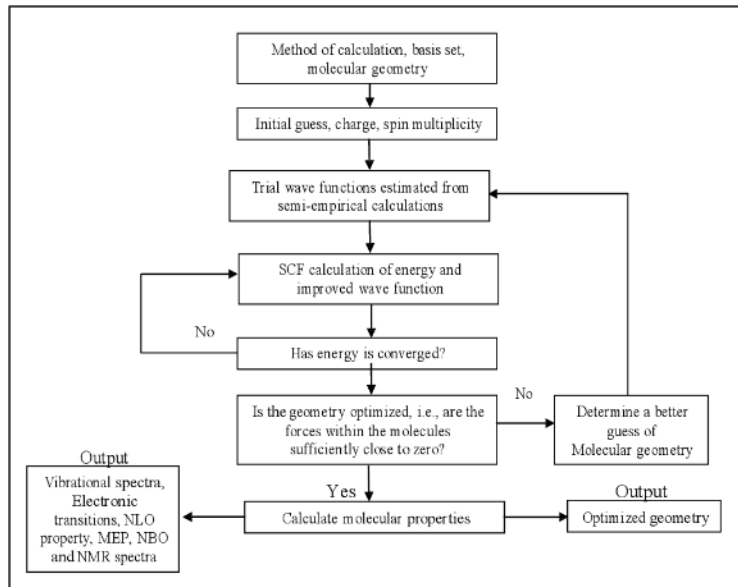 Method of calculation, basis set,
molecular geometry
Initial guess, charge, spin multiplicity
Trial wave functions estimated from
semi-empirical calculations
SCF calculation of energy and
improved wave function
No
Has energy is converged?
Is the geometry optimized, i.e., are the
forces within the molecules
sufficiently close to zero?
No
Determine a better
guess of
Molecular geometry
Output
Vibrational spectra,
Electronic
transitions, NLO
property, MEP, NBO
and NMR spectra
Yes
Calculate molecular properties
Output
Optimized geometry